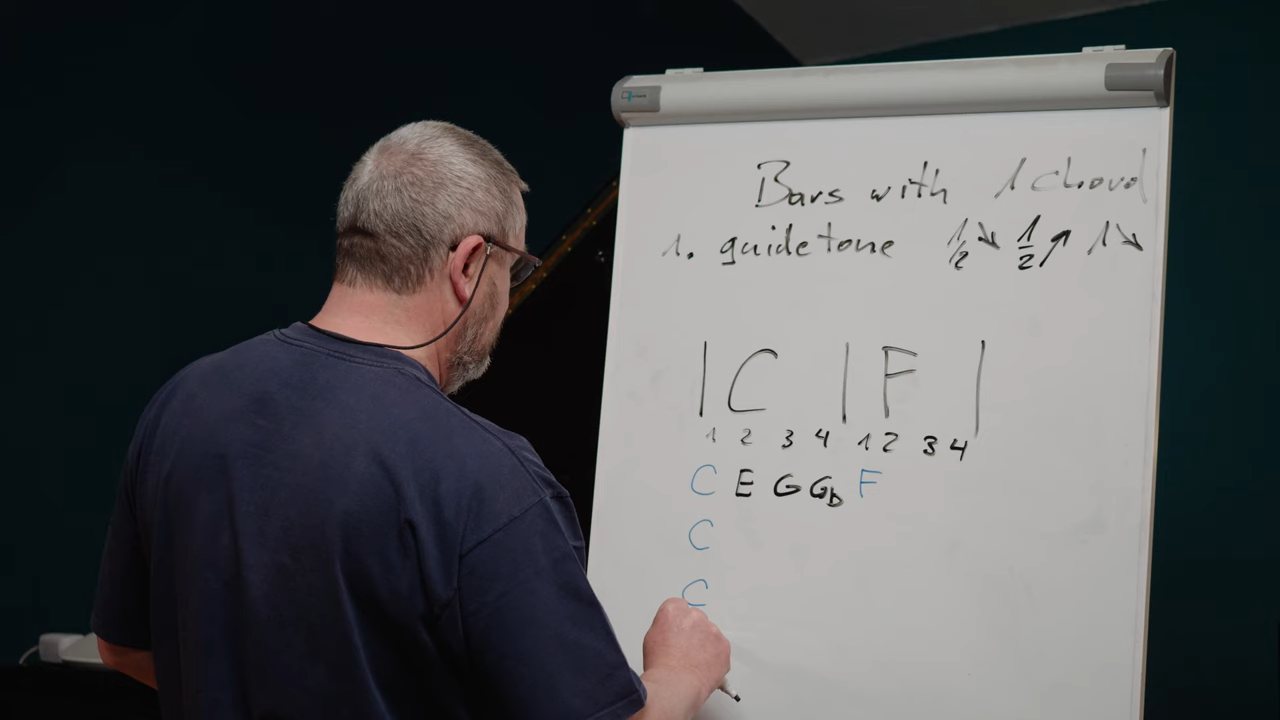 Bars with 1 chord
1. guidetone 1/2↘ 1/2↗ 1↘
| C | F |
1 2 3 4 1 2 3 4
C E G Gb F
C
C